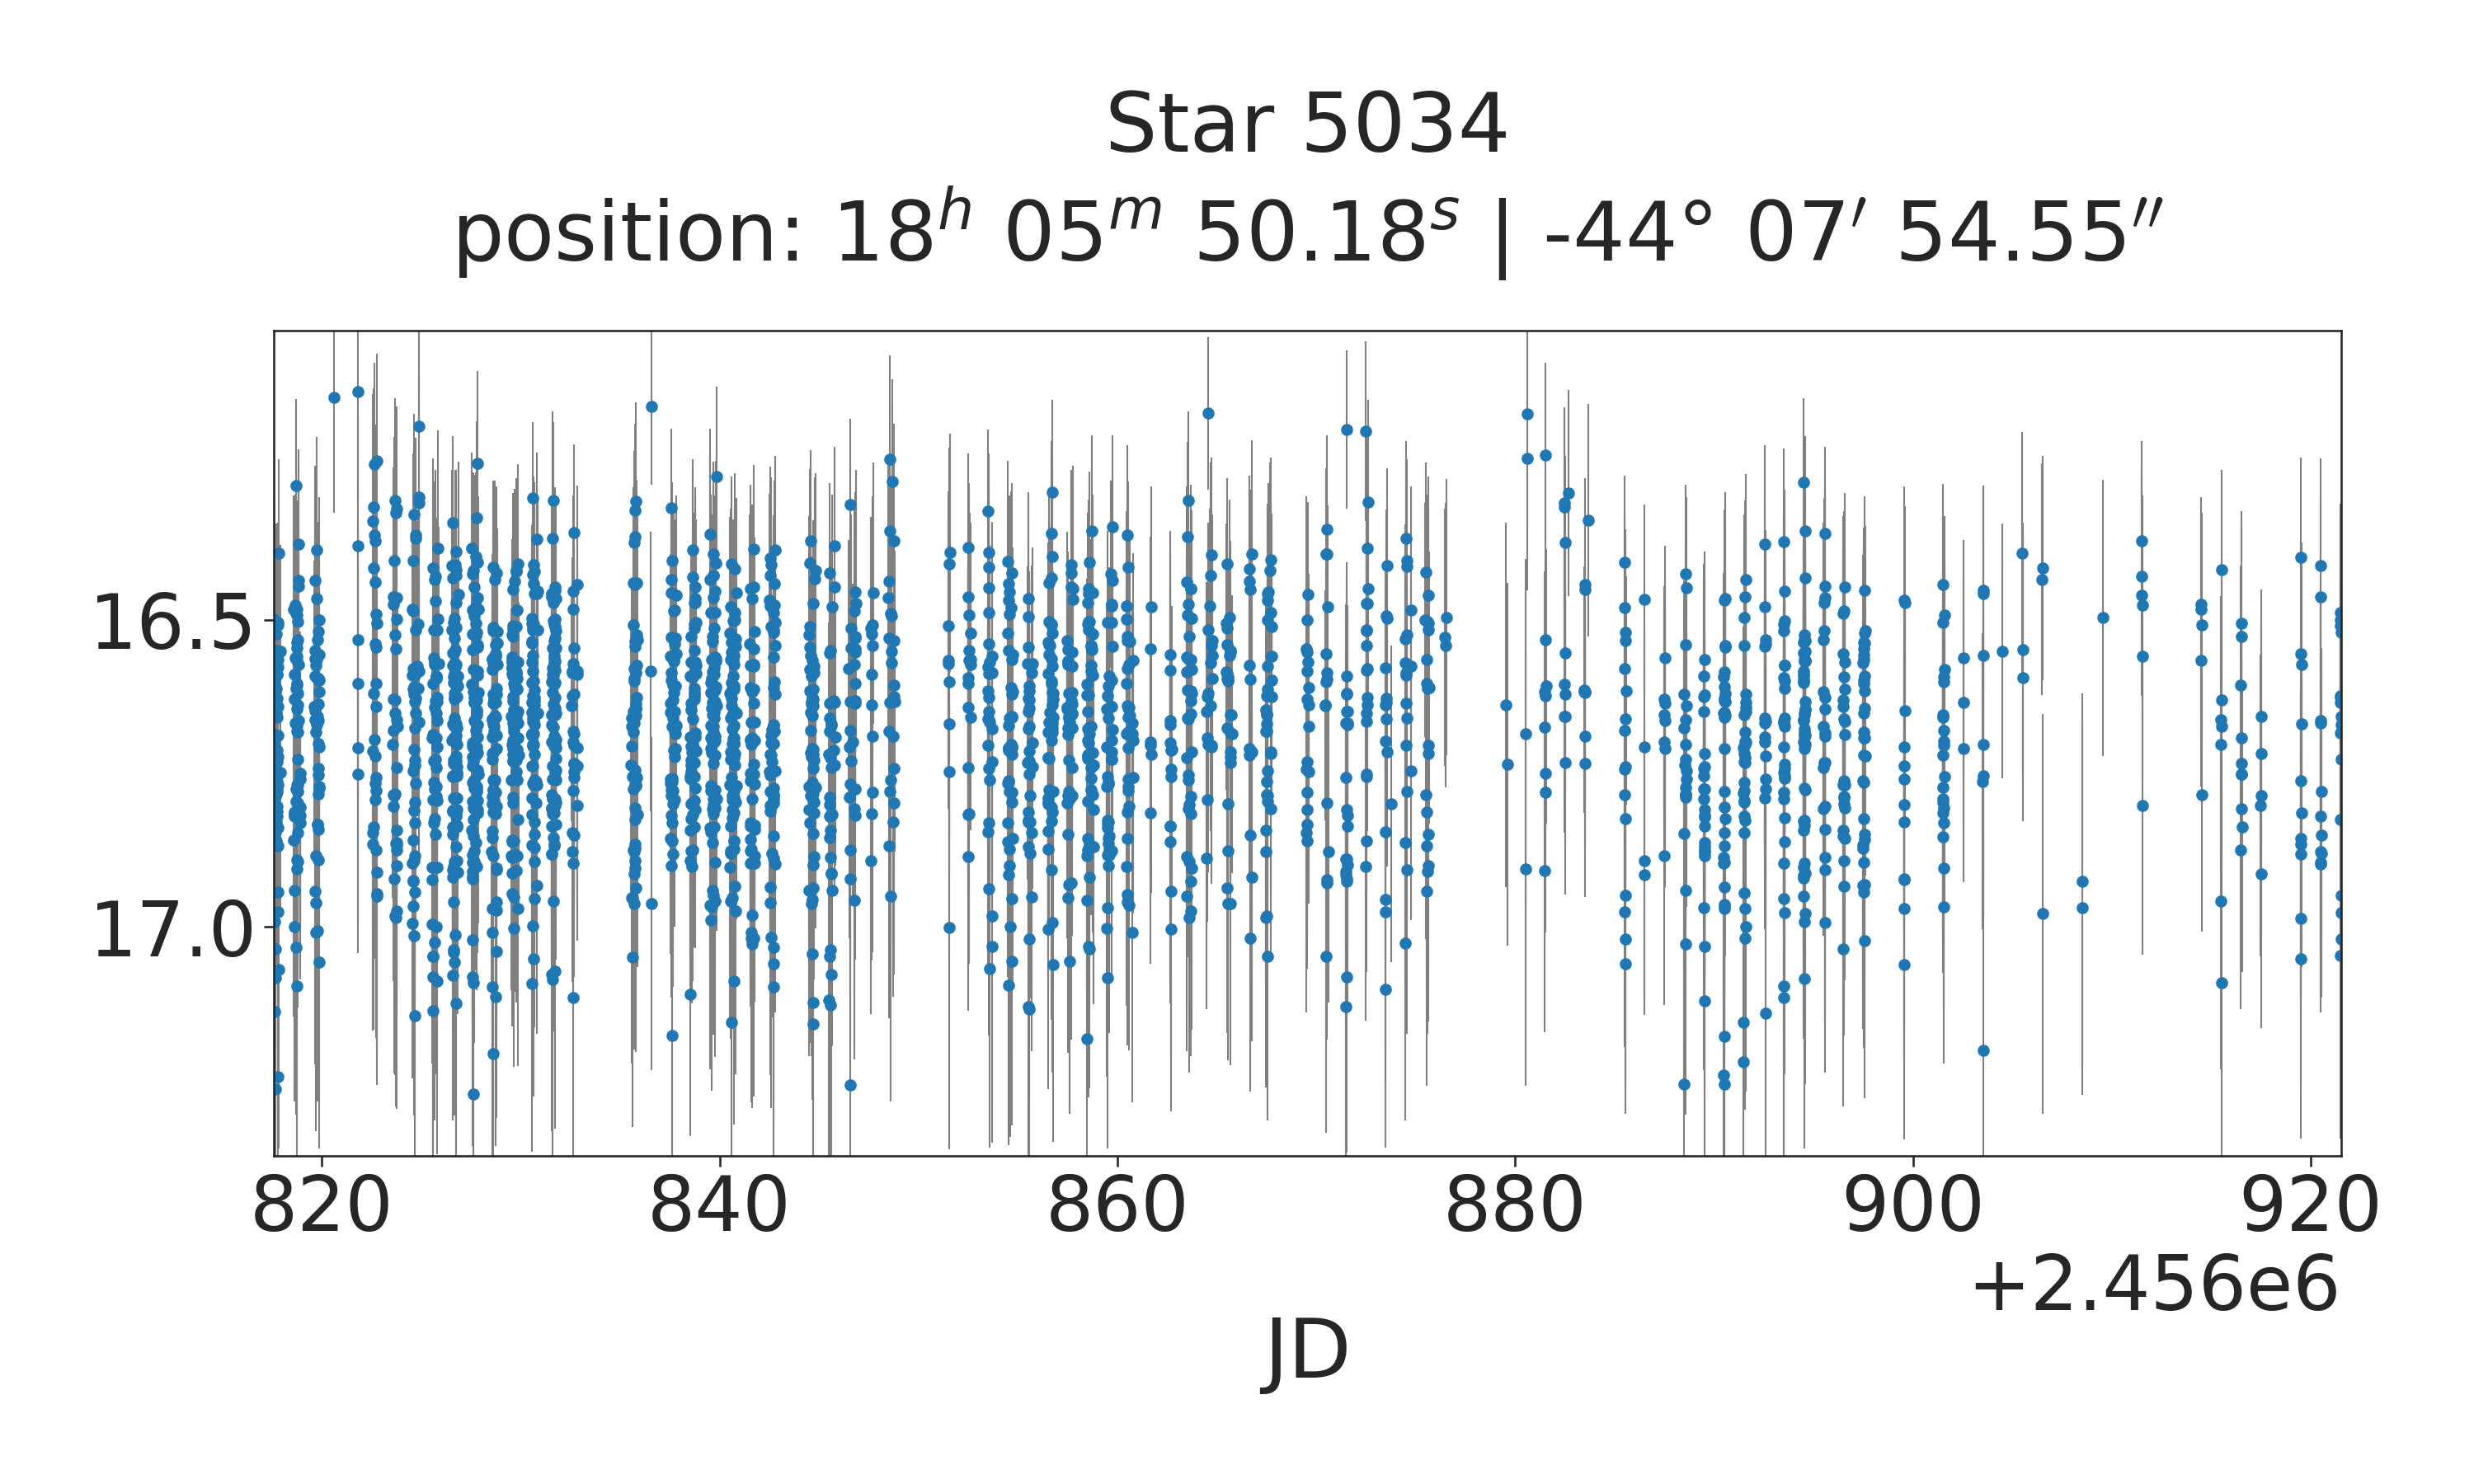 Star 5034
position: 18h 05m 50.18s | -44° 07′ 54.55′′
16.5
17.0
820 840 860 880 900 920
+2.456e6
JD